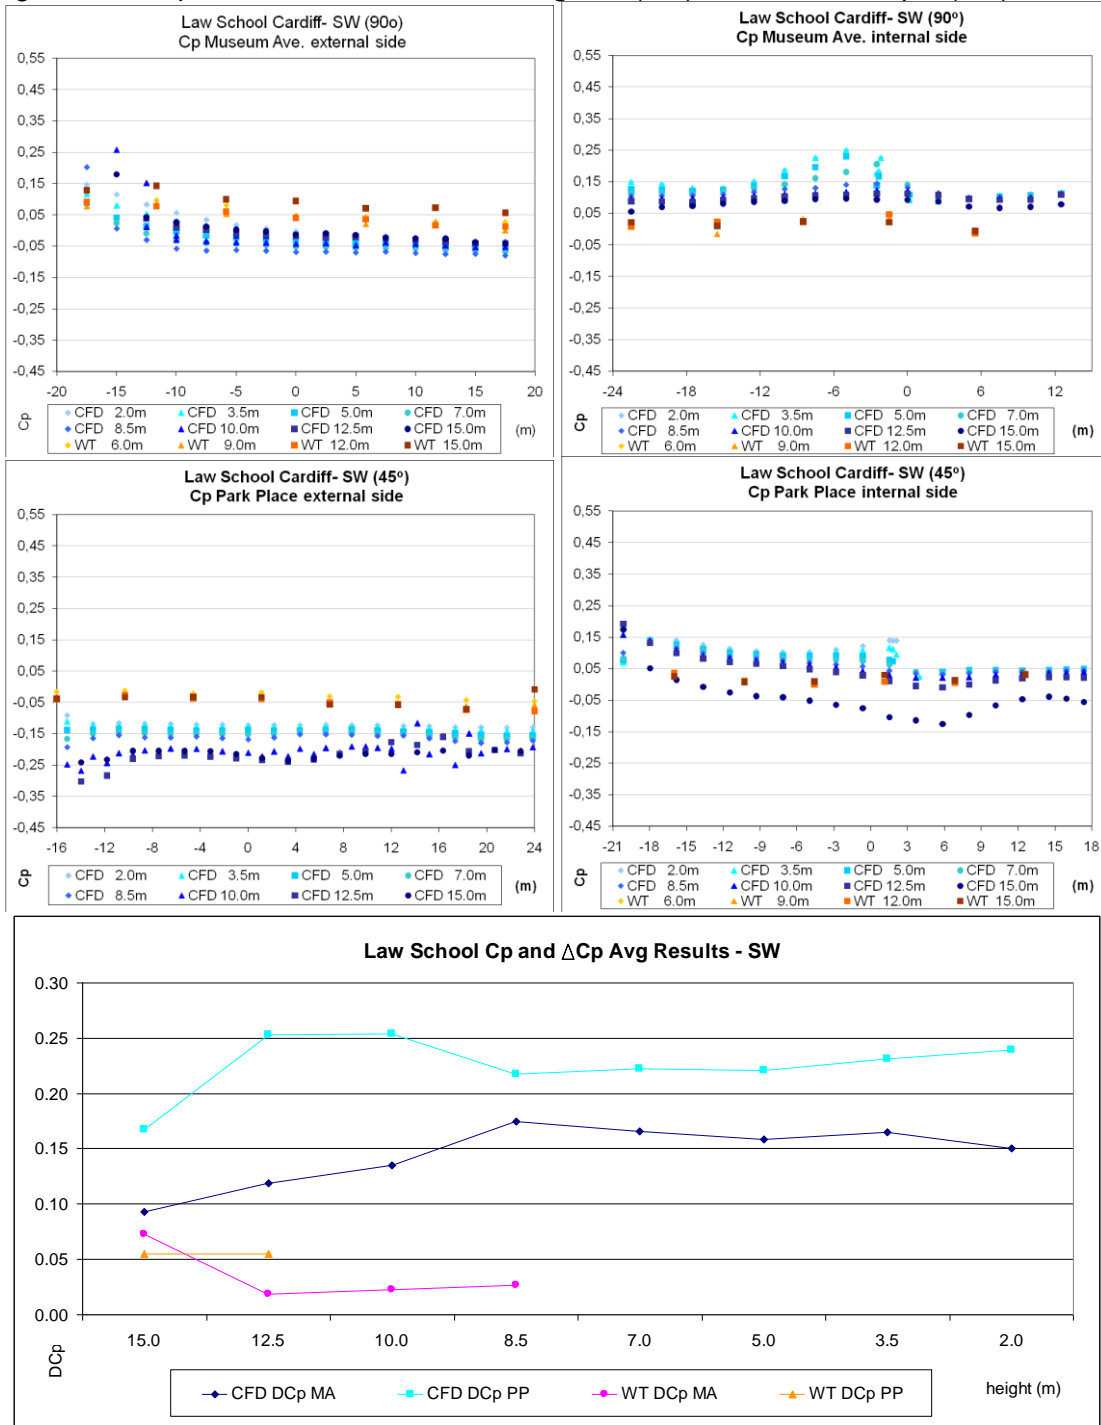 Law School Cardiff- SW (90o)
Cp Museum Ave. external side
0,55
0,45
0,35
0,25
0,15
0,05
-0,05
-0,15
-0,25
-0,35
-0,45
-20 -15 -10 -5 0 5 10 15 20
Cp
(m)
CFD 2.0m CFD 3.5m CFD 5.0m CFD 7.0m
CFD 8.5m CFD 10.0m CFD 12.5m CFD 15.0m
WT 6.0m WT 9.0m WT 12.0m WT 15.0m
Law School Cardiff- SW (90º)
Cp Museum Ave. internal side
0,55
0,45
0,35
0,25
0,15
0,05
-0,05
-0,15
-0,25
-0,35
-0,45
-24 -18 -12 -6 0 6 12
Cp
(m)
CFD 2.0m CFD 3.5m CFD 5.0m CFD 7.0m
CFD 8.5m CFD 10.0m CFD 12.5m CFD 15.0m
WT 6.0m WT 9.0m WT 12.0m WT 15.0m
Law School Cardiff- SW (45º)
Cp Park Place external side
0,55
0,45
0,35
0,25
0,15
0,05
-0,05
-0,15
-0,25
-0,35
-0,45
-16 -12 -8 -4 0 4 8 12 16 20 24
Cp
(m)
CFD 2.0m CFD 3.5m CFD 5.0m CFD 7.0m
CFD 8.5m CFD 10.0m CFD 12.5m CFD 15.0m
Law School Cardiff- SW (45º)
Cp Park Place internal side
0,55
0,45
0,35
0,25
0,15
0,05
-0,05
-0,15
-0,25
-0,35
-0,45
-21 -18 -15 -12 -9 -6 -3 0 3 6 9 12 15 18
Cp
(m)
CFD 2.0m CFD 3.5m CFD 5.0m CFD 7.0m
CFD 8.5m CFD 10.0m CFD 12.5m CFD 15.0m
WT 6.0m WT 9.0m WT 12.0m WT 15.0m
Law School Cp and △Cp Avg Results - SW
0.30
0.25
0.20
0.15
0.10
0.05
0.00
15.0 12.5 10.0 8.5 7.0 5.0 3.5 2.0
DCp
height (m)
CFD DCp MA CFD DCp PP WT DCp MA WT DCp PP